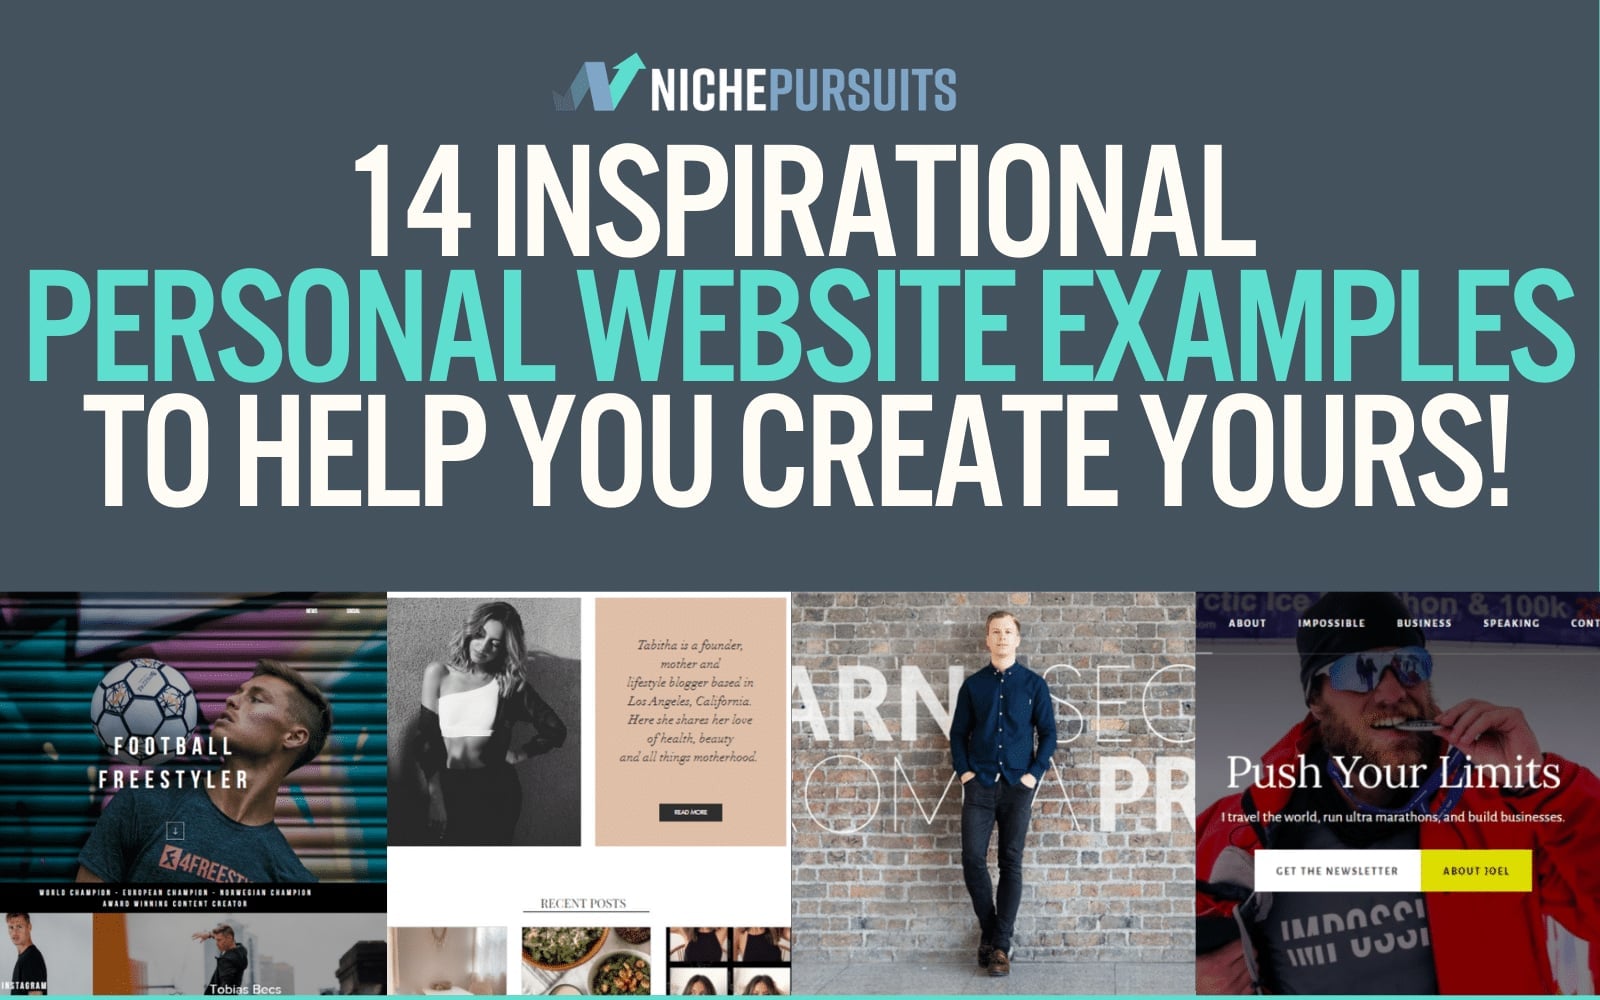 NICHEPURSUITS
14 INSPIRATIONAL
PERSONAL WEBSITE EXAMPLES
TO HELP YOU CREATE YOURS!
NEWS SOCIAL
FOOTBALL
FREESTYLER
4FREEST
WORLD CHAMPION - EUROPEAN CHAMPION - NORWEGIAN CHAMPION
AWARD WINNING CONTENT CREATOR
INSTAGRAM
Tobias Becs
Tabitha is a founder,
mother and
lifestyle blogger based in
Los Angeles, California.
Here she shares her love
of health, beauty
and all things motherhood.
READ MORE
RECENT POSTS
ARN SEC
OM A PR
ctic Ice hon & 100k
.com
ABOUT IMPOSSIBLE BUSINESS SPEAKING CONT
Push Your Limits
I travel the world, run ultra marathons, and build businesses.
GET THE NEWSLETTER ABOUT JOEL
IMPOSSI